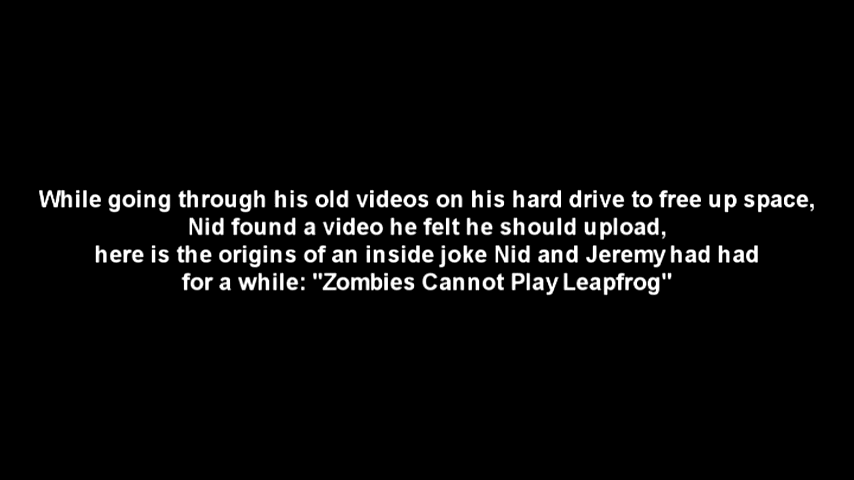 While going through his old videos on his hard drive to free up space,
Nid found a video he felt he should upload,
here is the origins of an inside joke Nid and Jeremy had had
for a while: "Zombies Cannot Play Leapfrog"